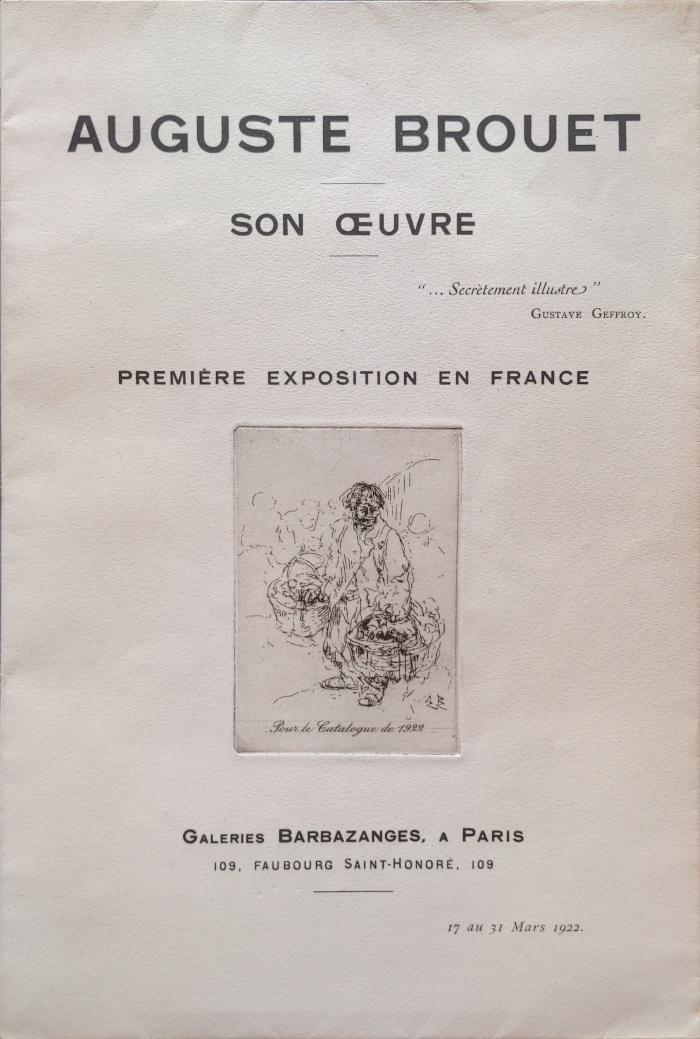 AUGUSTE BROUET
SON ŒUVRE
“ ... Secrètement illustre ”
GUSTAVE GEFFROY.
PREMIÈRE EXPOSITION EN FRANCE
AB
Pour le Catalogue de 1922
GALERIES BARBAZANGES, A PARIS
109, FAUBOURG SAINT-HONORÉ, 109
17 au 31 Mars 1922.